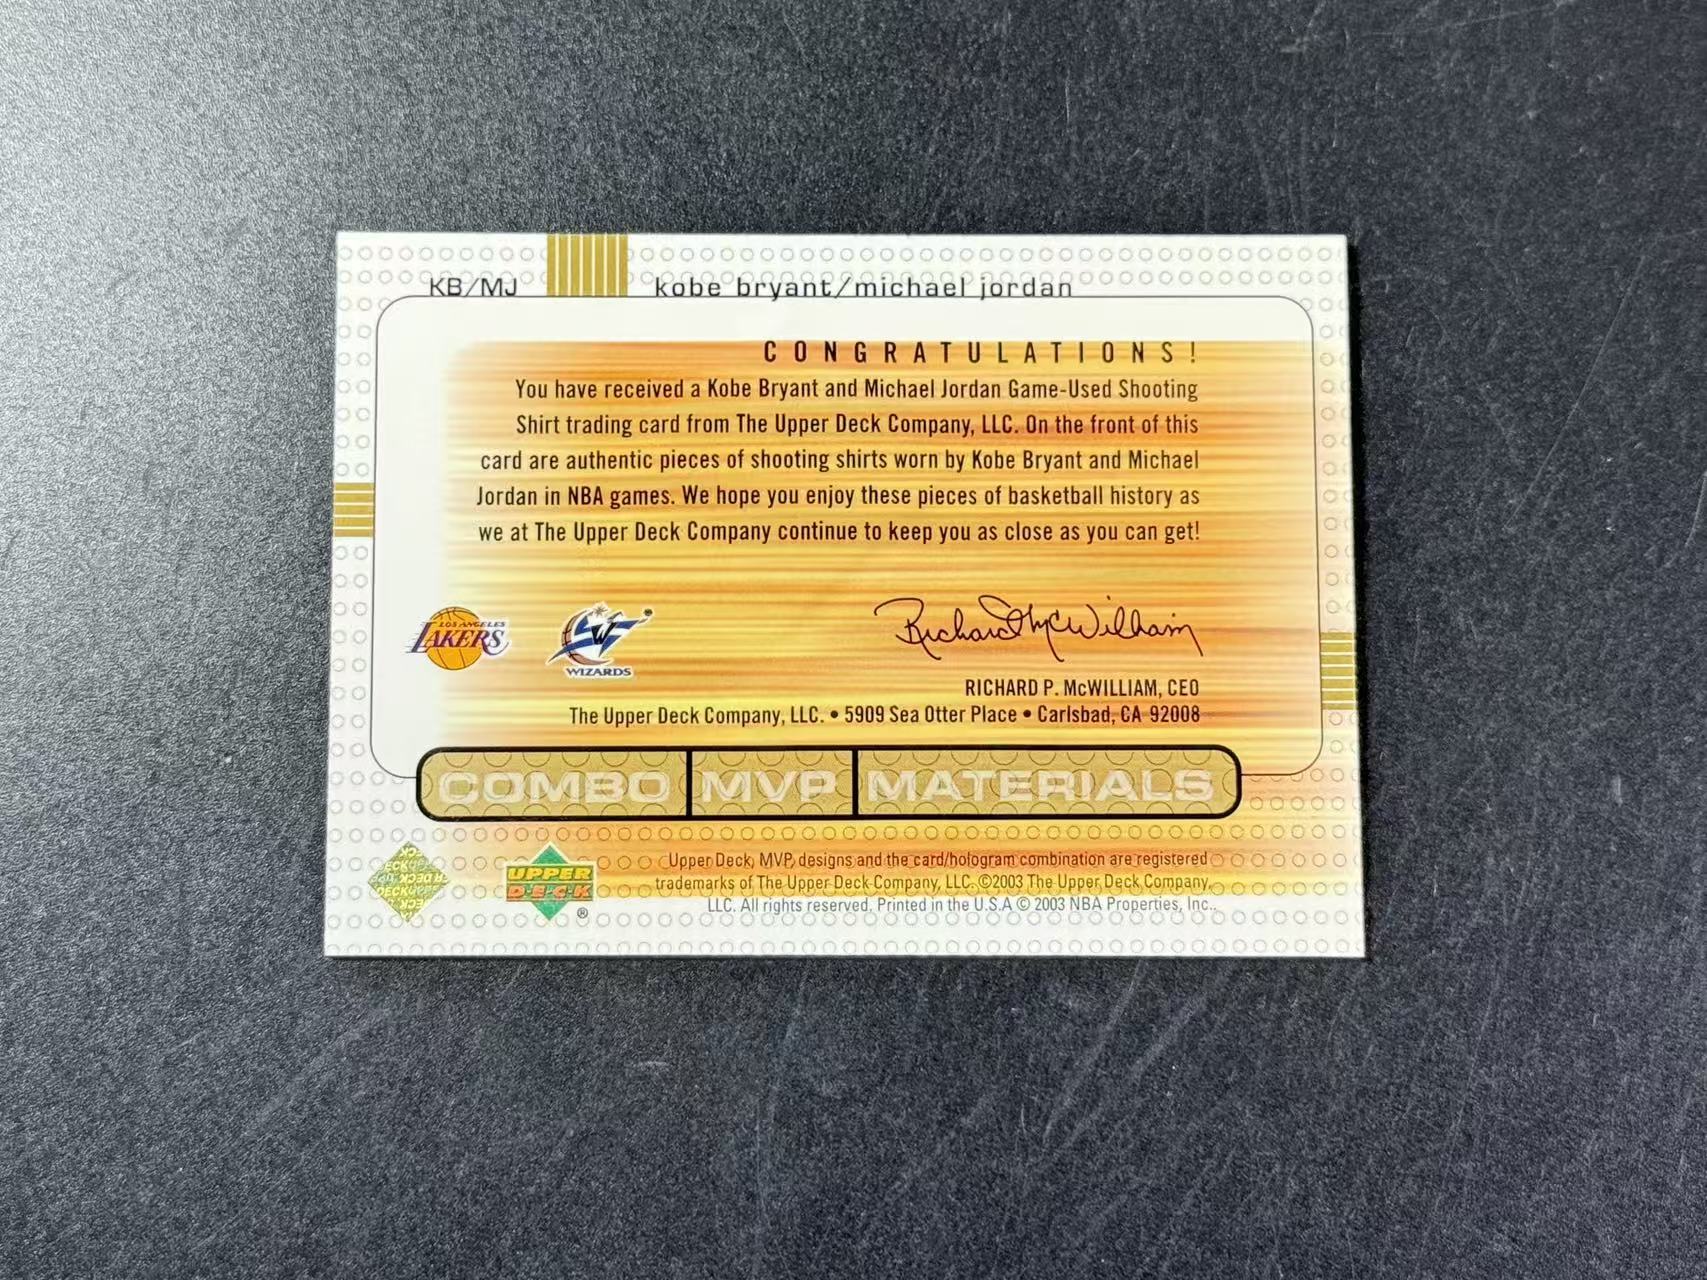 KB/MJ kobe bryant/michael jordan
CONGRATULATIONS!
You have received a Kobe Bryant and Michael Jordan Game-Used Shooting
Shirt trading card from The Upper Deck Company, LLC. On the front of this
card are authentic pieces of shooting shirts worn by Kobe Bryant and Michael
Jordan in NBA games. We hope you enjoy these pieces of basketball history as
we at The Upper Deck Company continue to keep you as close as you can get!
LOS ANGELES
LAKERS
W
WIZARDS
Richard McWilliam
RICHARD P. McWILLIAM, CEO
The Upper Deck Company, LLC. • 5909 Sea Otter Place • Carlsbad, CA 92008
COMBO MVP MATERIALS
UPPER
DECK
®
Upper Deck, MVP, designs and the card/hologram combination are registered
trademarks of The Upper Deck Company, LLC. ©2003 The Upper Deck Company,
LLC. All rights reserved. Printed in the U.S.A © 2003 NBA Properties, Inc..